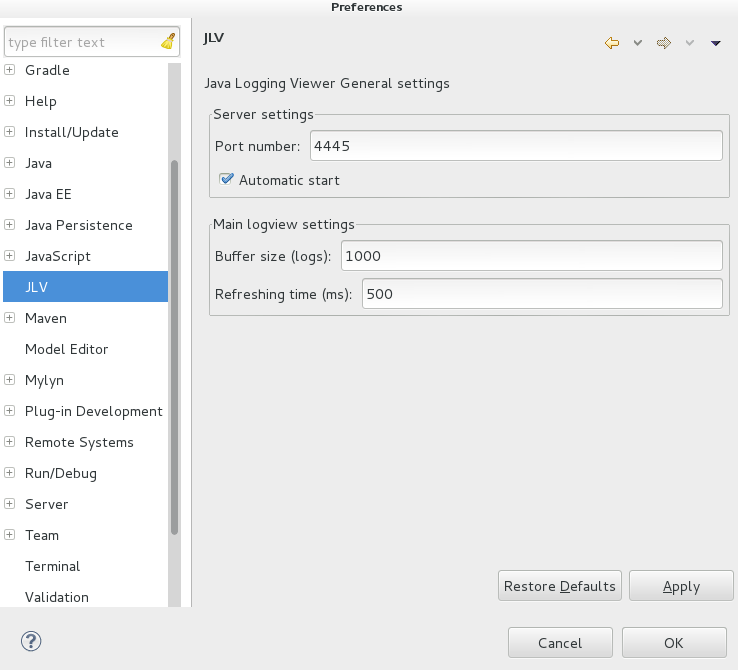 Preferences
type filter text
Gradle
Help
Install/Update
Java
Java EE
Java Persistence
JavaScript
JLV
Maven
Model Editor
Mylyn
Plug-in Development
Remote Systems
Run/Debug
Server
Team
Terminal
Validation
JLV
Java Logging Viewer General settings
Server settings
Port number: 4445
Automatic start
Main logview settings
Buffer size (logs): 1000
Refreshing time (ms): 500
Restore Defaults Apply
? Cancel OK